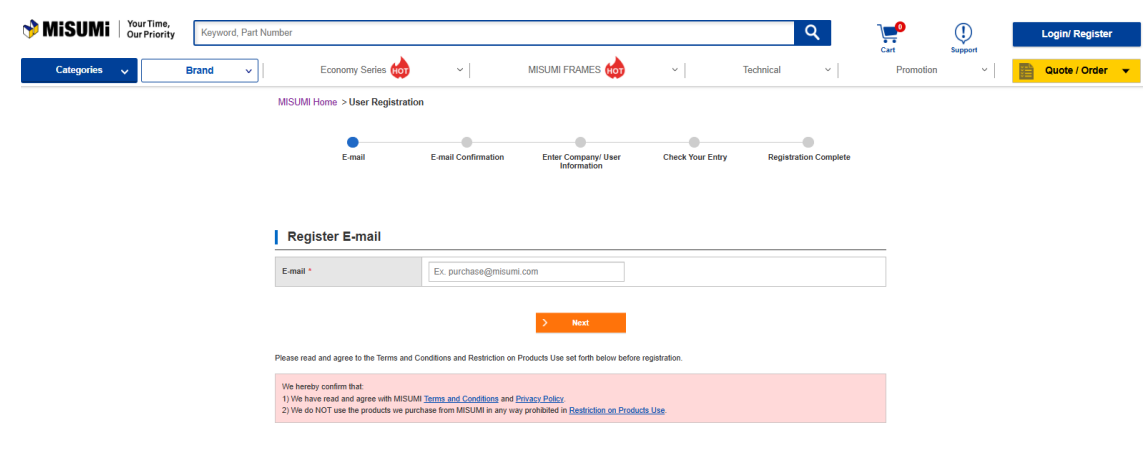 MiSUMi
Your Time,
Our Priority
Keyword, Part Number
0
Cart
Support
Login/ Register
Categories
Brand
Economy Series HOT
MISUMI FRAMES HOT
Technical
Promotion
Quote / Order
MISUMI Home > User Registration
E-mail
E-mail Confirmation
Enter Company/ User
Information
Check Your Entry
Registration Complete
Register E-mail
E-mail *
Ex. purchase@misumi.com
Next
Please read and agree to the Terms and Conditions and Restriction on Products Use set forth below before registration.
We hereby confirm that:
1) We have read and agree with MISUMI Terms and Conditions and Privacy Policy.
2) We do NOT use the products we purchase from MISUMI in any way prohibited in Restriction on Products Use.